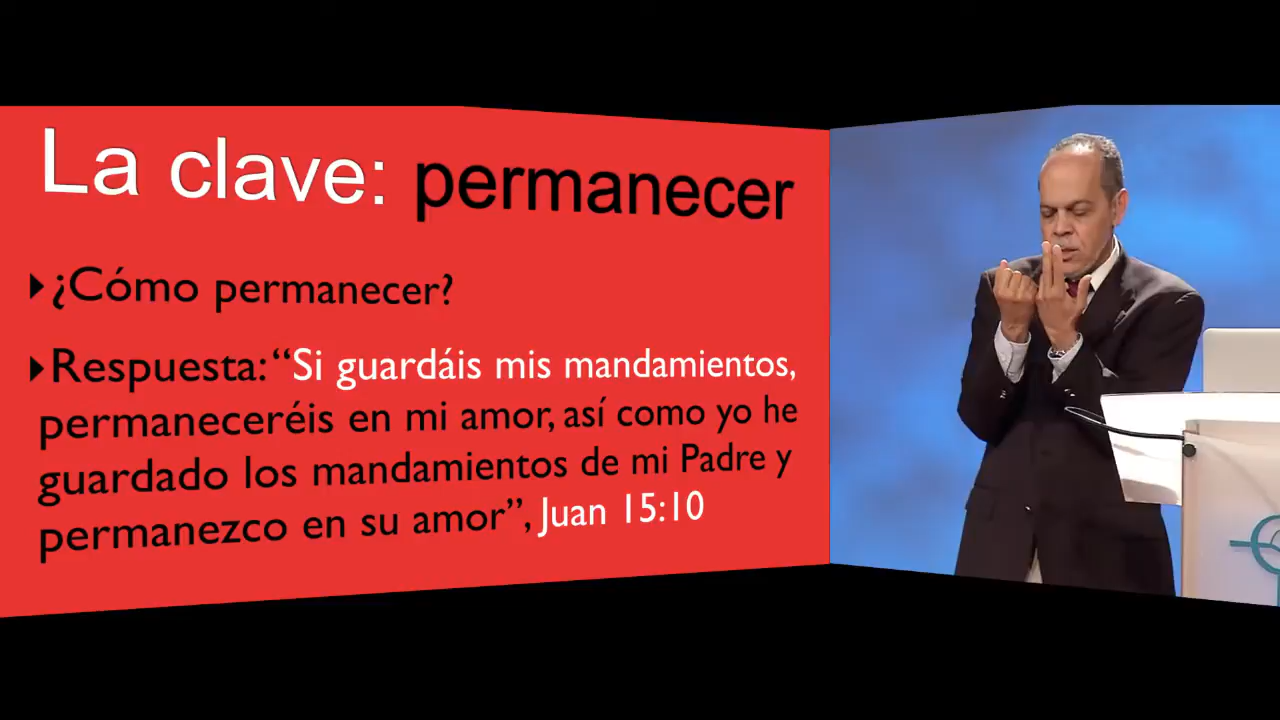 La clave: permanecer
¿Cómo permanecer?
Respuesta: “Si guardáis mis mandamientos,
permaneceréis en mi amor, así como yo he
guardado los mandamientos de mi Padre y
permanezco en su amor”, Juan 15:10